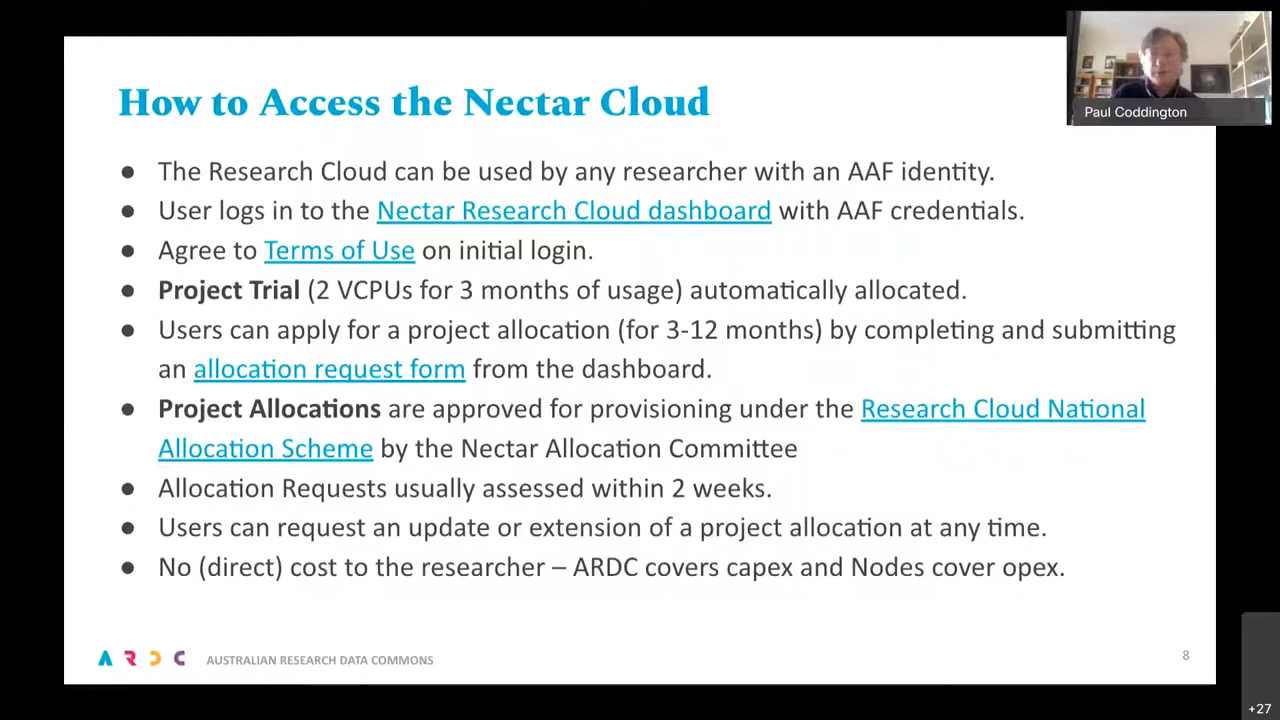 How to Access the Nectar Cloud
Paul Coddington
● The Research Cloud can be used by any researcher with an AAF identity.
● User logs in to the Nectar Research Cloud dashboard with AAF credentials.
● Agree to Terms of Use on initial login.
● Project Trial (2 VCPUs for 3 months of usage) automatically allocated.
● Users can apply for a project allocation (for 3-12 months) by completing and submitting
an allocation request form from the dashboard.
● Project Allocations are approved for provisioning under the Research Cloud National
Allocation Scheme by the Nectar Allocation Committee
● Allocation Requests usually assessed within 2 weeks.
● Users can request an update or extension of a project allocation at any time.
● No (direct) cost to the researcher – ARDC covers capex and Nodes cover opex.
ARDC AUSTRALIAN RESEARCH DATA COMMONS
8
+27